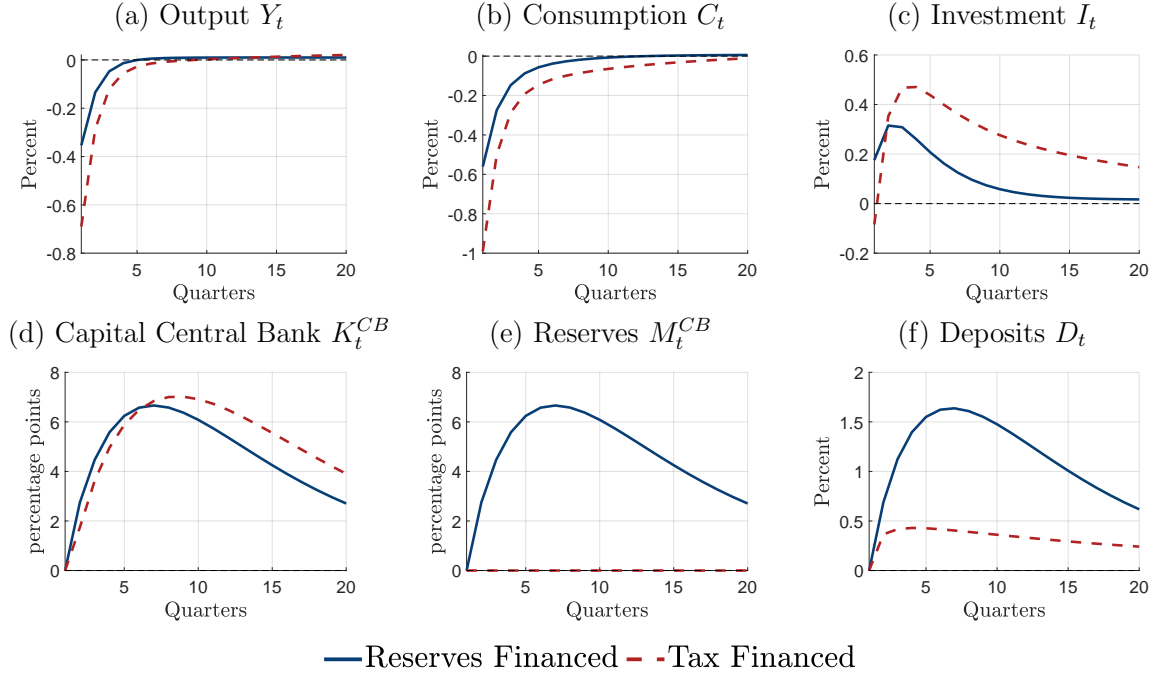 (a) Output Y_t
(b) Consumption C_t
(c) Investment I_t
0
-0.2
-0.4
-0.6
-0.8
Percent
5 10 15 20
Quarters
0
-0.2
-0.4
-0.6
-0.8
-1
Percent
5 10 15 20
Quarters
0.6
0.4
0.2
0
-0.2
Percent
5 10 15 20
Quarters
(d) Capital Central Bank K_t^{CB}
(e) Reserves M_t^{CB}
(f) Deposits D_t
8
6
4
2
0
percentage points
5 10 15 20
Quarters
8
6
4
2
0
percentage points
5 10 15 20
Quarters
2
1.5
1
0.5
0
Percent
5 10 15 20
Quarters
Reserves Financed Tax Financed